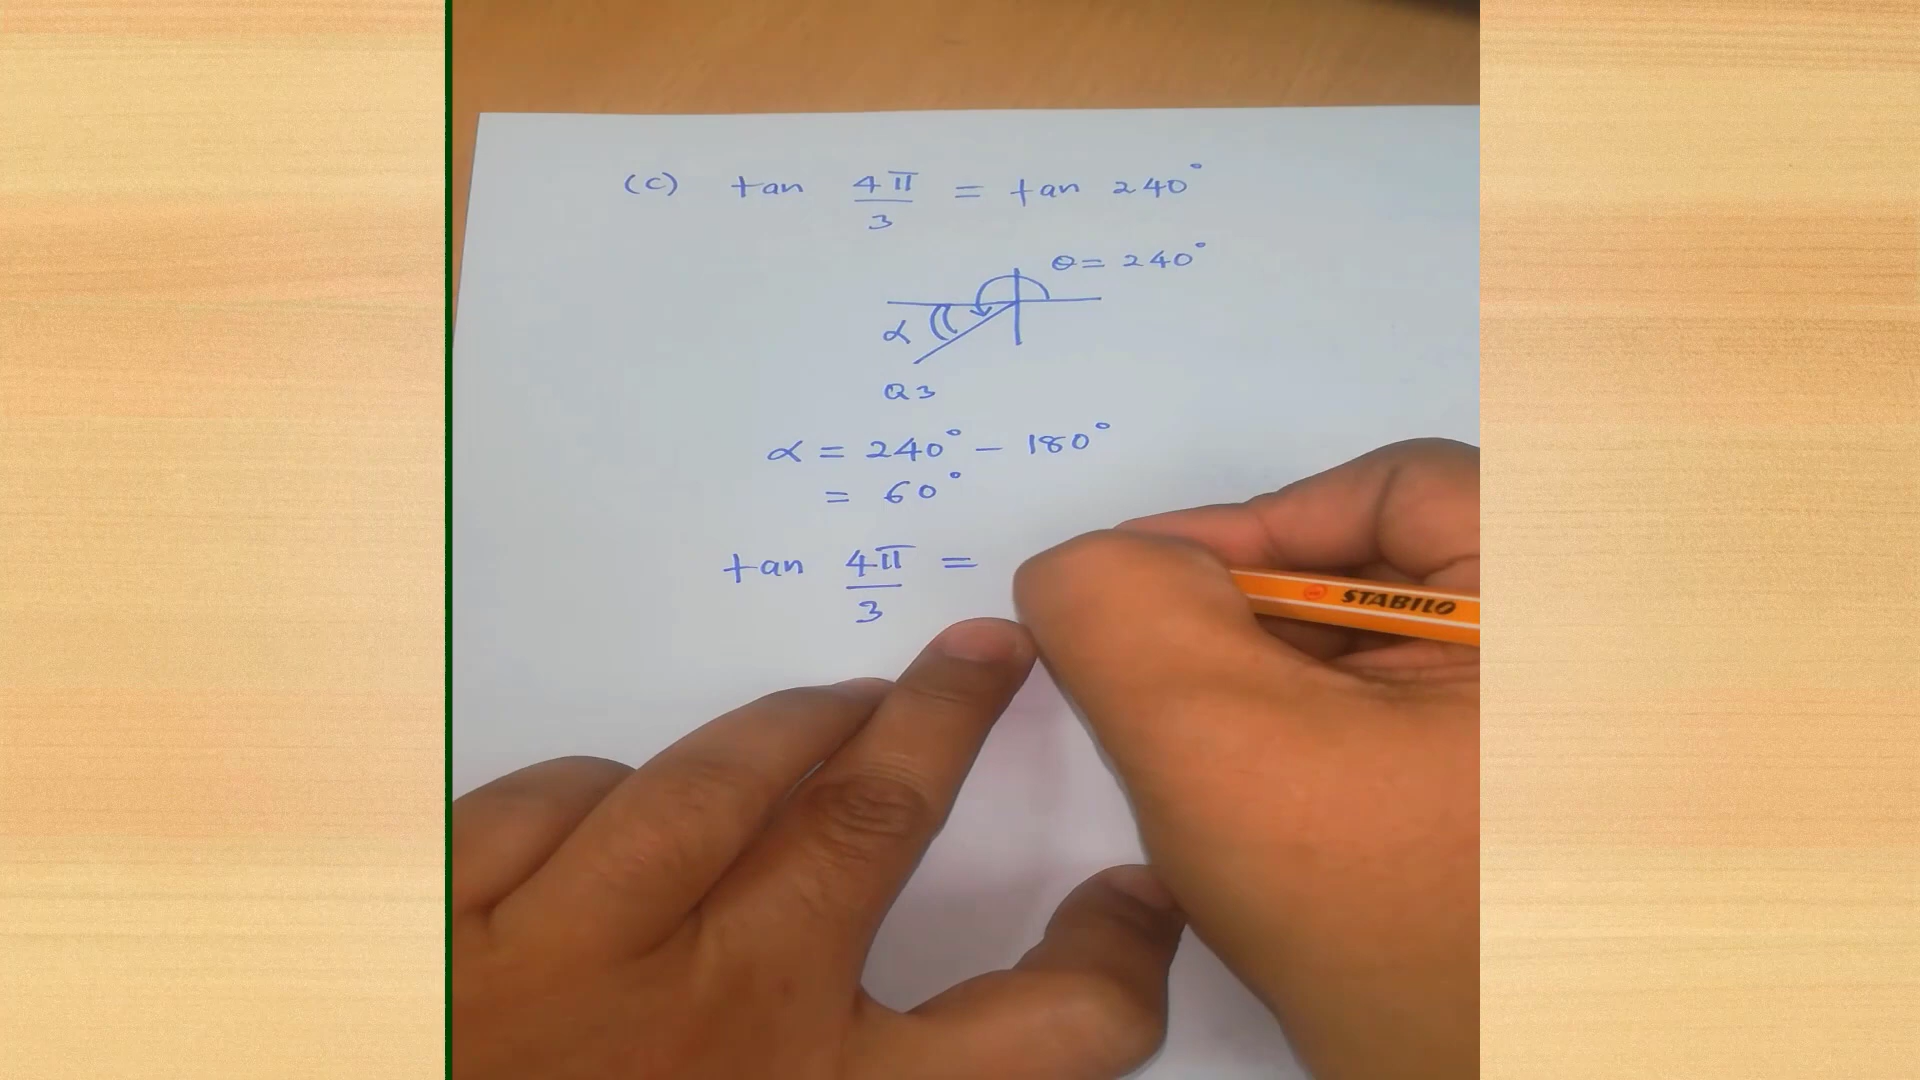 (c) tan 4π/3 = tan 240°
θ = 240°
α
Q3
α = 240° - 180°
= 60°
tan 4π/3 =
STABILO